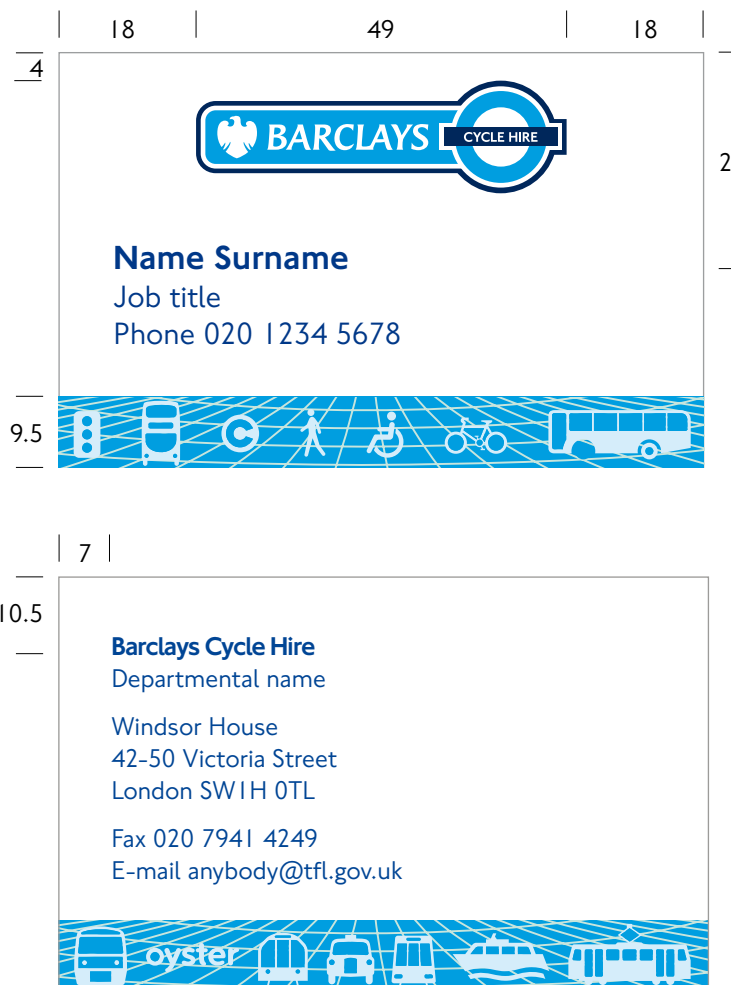 18 49 18
4
BARCLAYS CYCLE HIRE
2
Name Surname
Job title
Phone 020 1234 5678
9.5
7
10.5
Barclays Cycle Hire
Departmental name
Windsor House
42-50 Victoria Street
London SW1H 0TL
Fax 020 7941 4249
E-mail anybody@tfl.gov.uk
oyster